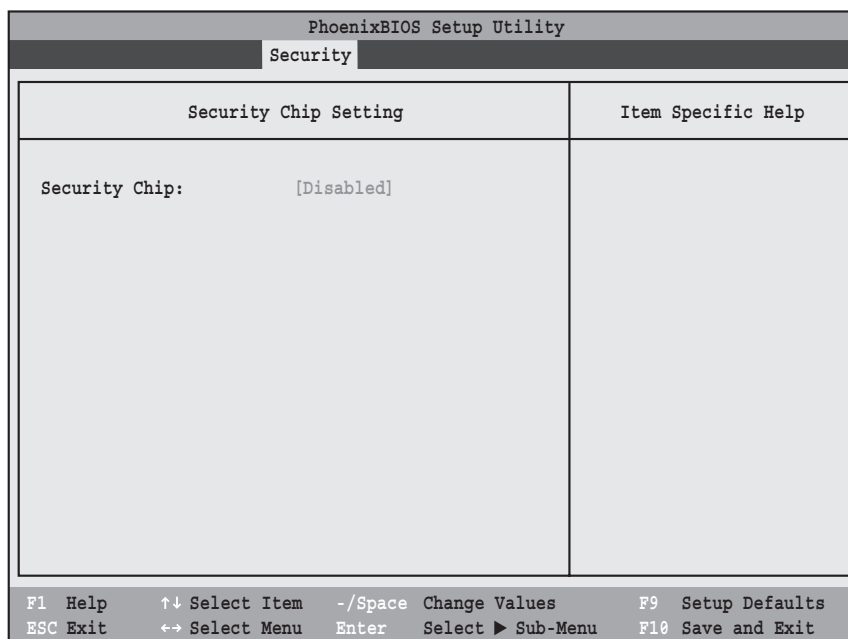 PhoenixBIOS Setup Utility
Security
Security Chip Setting
Item Specific Help
Security Chip: [Disabled]
F1 Help ↑↓ Select Item -/Space Change Values F9 Setup Defaults
ESC Exit ←→ Select Menu Enter Select ▶ Sub-Menu F10 Save and Exit